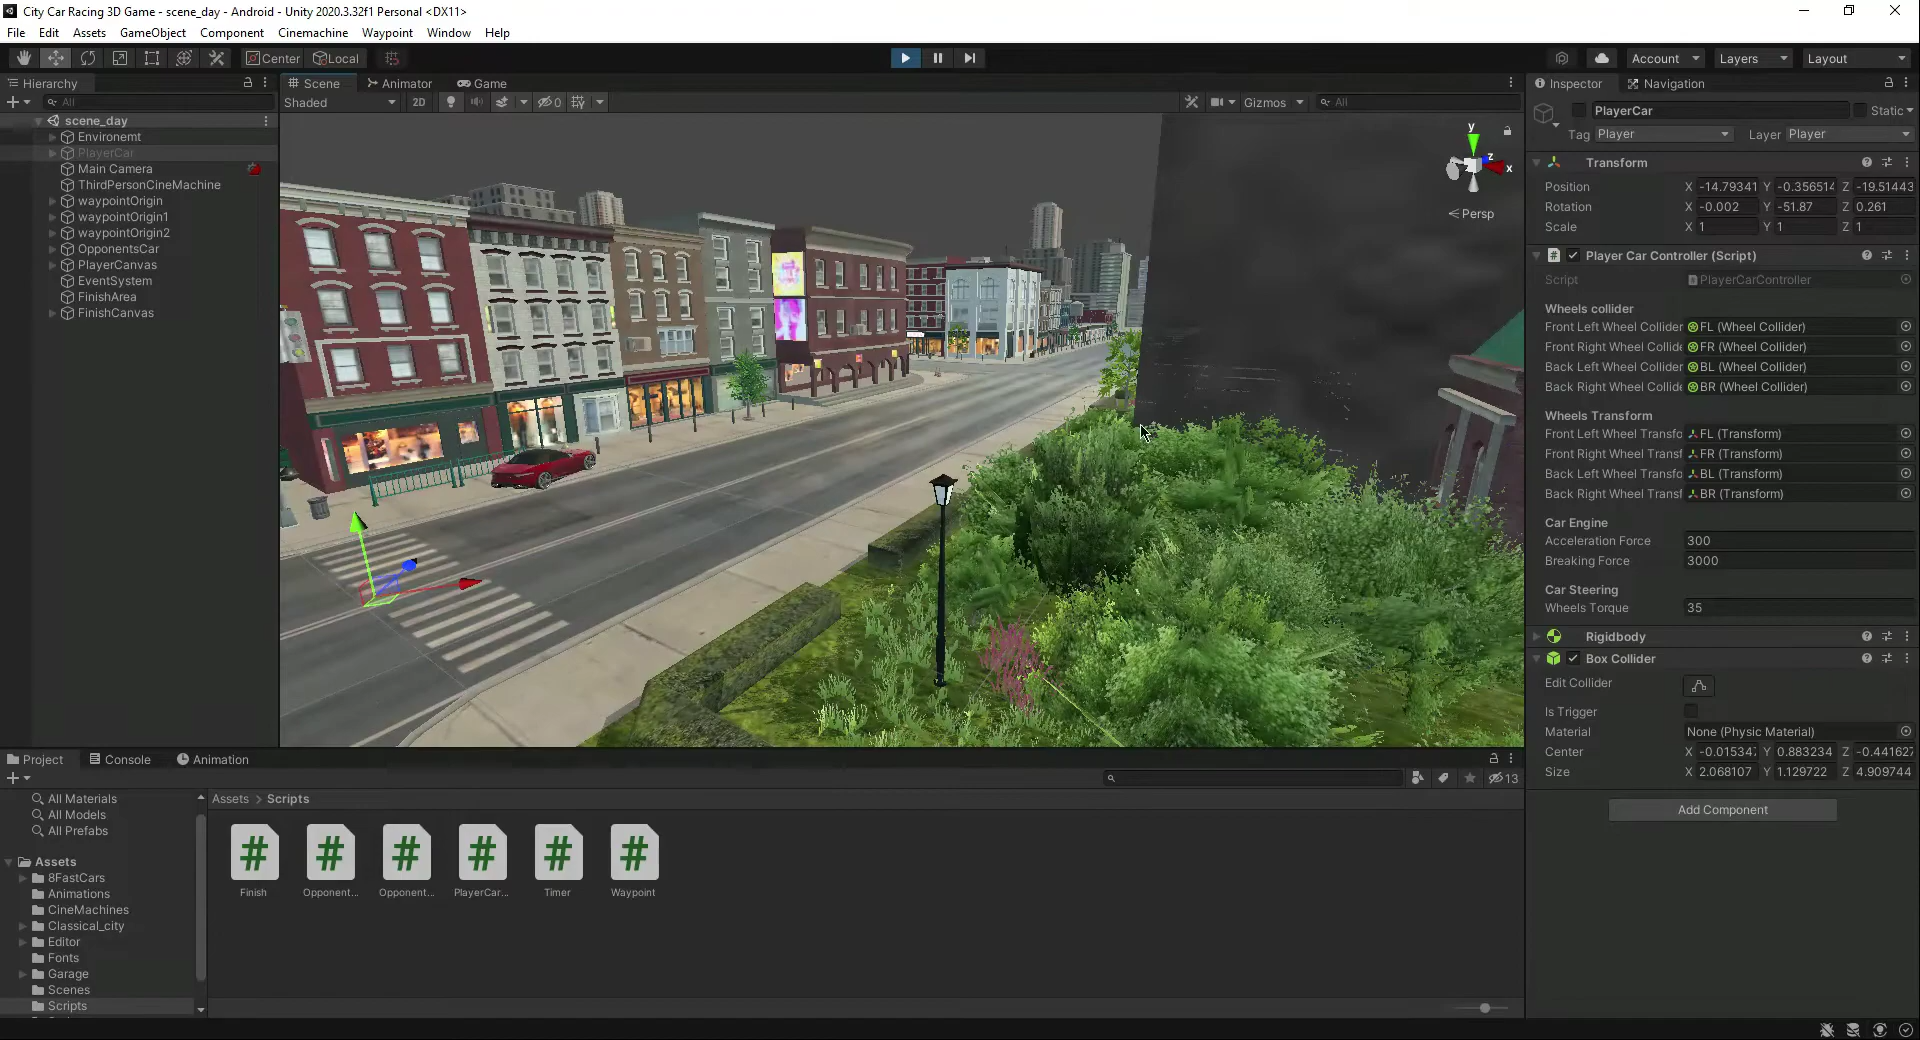 City Car Racing 3D Game - scene_day - Android - Unity 2020.3.32f1 Personal <DX11>
File Edit Assets GameObject Component Cinemachine Waypoint Window Help
Center Local Account Layers Layout
Hierarchy
All
scene_day
Environemt
PlayerCar
Main Camera
ThirdPersonCineMachine
waypointOrigin
waypointOrigin1
waypointOrigin2
OpponentsCar
PlayerCanvas
EventSystem
FinishArea
FinishCanvas
Scene Animator Game
Shaded 2D 0 Gizmos All
y
z
x
Persp
Inspector Navigation
PlayerCar Static
Tag Player Layer Player
Transform
Position X -14.79341 Y -0.356514 Z -19.51443
Rotation X -0.002 Y -51.87 Z 0.261
Scale X 1 Y 1 Z 1
Player Car Controller (Script)
Script PlayerCarController
Wheels collider
Front Left Wheel Collider FL (Wheel Collider)
Front Right Wheel Collide FR (Wheel Collider)
Back Left Wheel Collider BL (Wheel Collider)
Back Right Wheel Collide BR (Wheel Collider)
Wheels Transform
Front Left Wheel Transfo FL (Transform)
Front Right Wheel Transf FR (Transform)
Back Left Wheel Transfo BL (Transform)
Back Right Wheel Transf BR (Transform)
Car Engine
Acceleration Force 300
Breaking Force 3000
Car Steering
Wheels Torque 35
Rigidbody
Box Collider
Edit Collider
Is Trigger
Material None (Physic Material)
Center X -0.015347 Y 0.883234 Z -0.441627
Size X 2.068107 Y 1.129722 Z 4.909744
Add Component
Project Console Animation
13
All Materials
All Models
All Prefabs
Assets
8FastCars
Animations
CineMachines
Classical_city
Editor
Fonts
Garage
Scenes
Scripts
Assets > Scripts
Finish Opponent... Opponent... PlayerCar... Timer Waypoint